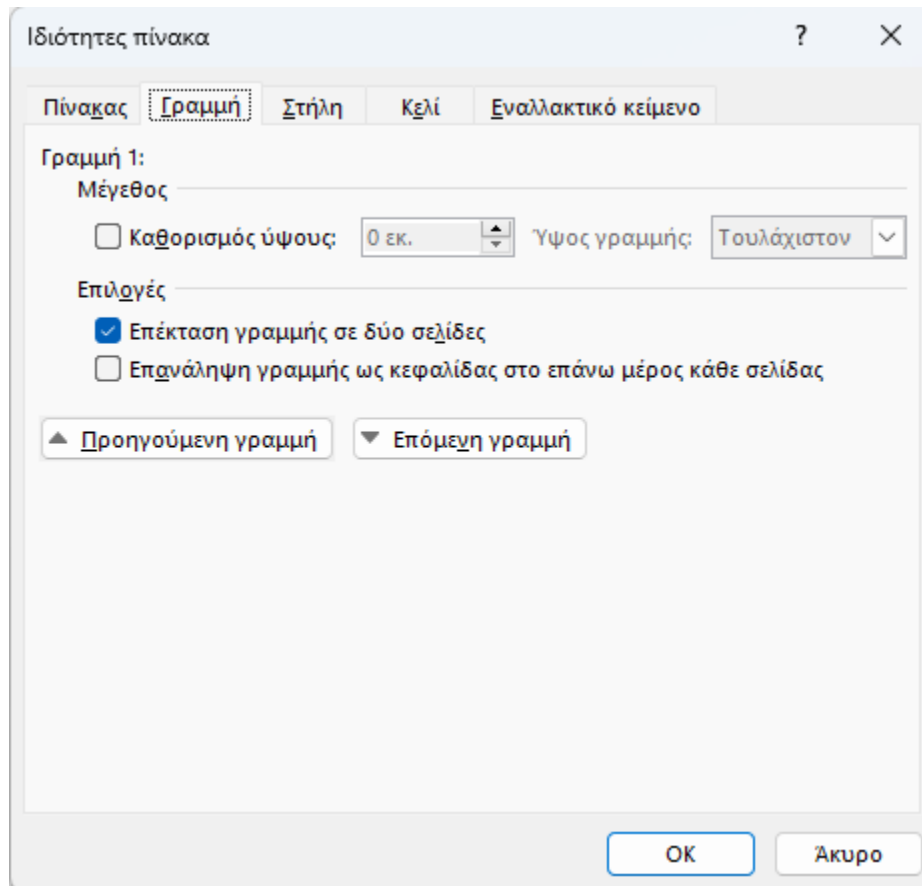 Ιδιότητες πίνακα ?
Πίνακας Γραμμή Στήλη Κελί Εναλλακτικό κείμενο
Γραμμή 1:
Μέγεθος
Καθορισμός ύψους: 0 εκ. Ύψος γραμμής: Τουλάχιστον
Επιλογές
Επέκταση γραμμής σε δύο σελίδες
Επανάληψη γραμμής ως κεφαλίδας στο επάνω μέρος κάθε σελίδας
Προηγούμενη γραμμή Επόμενη γραμμή
OK Άκυρο